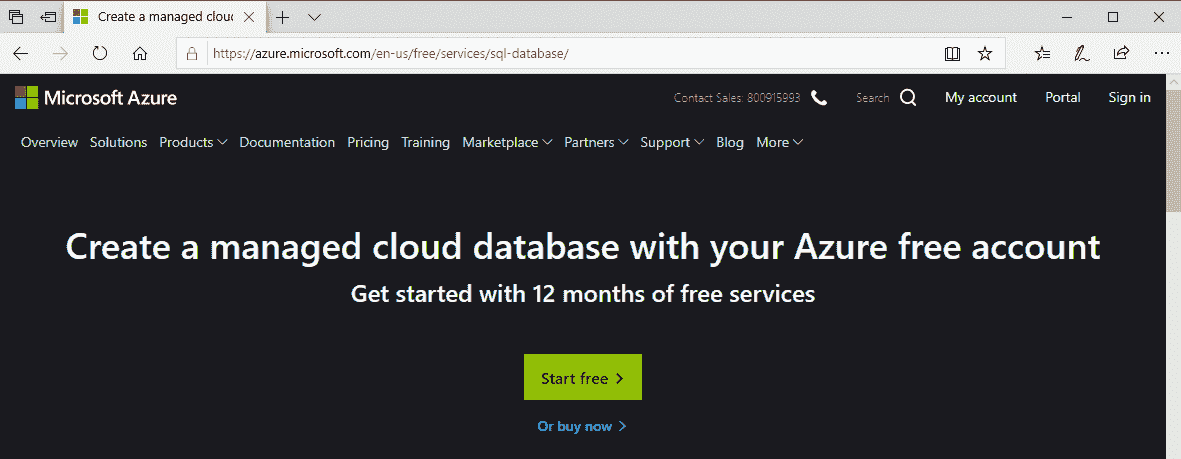 Create a managed clou
https://azure.microsoft.com/en-us/free/services/sql-database/
Microsoft Azure
Contact Sales: 800915993
Search
My account
Portal
Sign in
Overview Solutions Products Documentation Pricing Training Marketplace Partners Support Blog More
Create a managed cloud database with your Azure free account
Get started with 12 months of free services
Start free
Or buy now